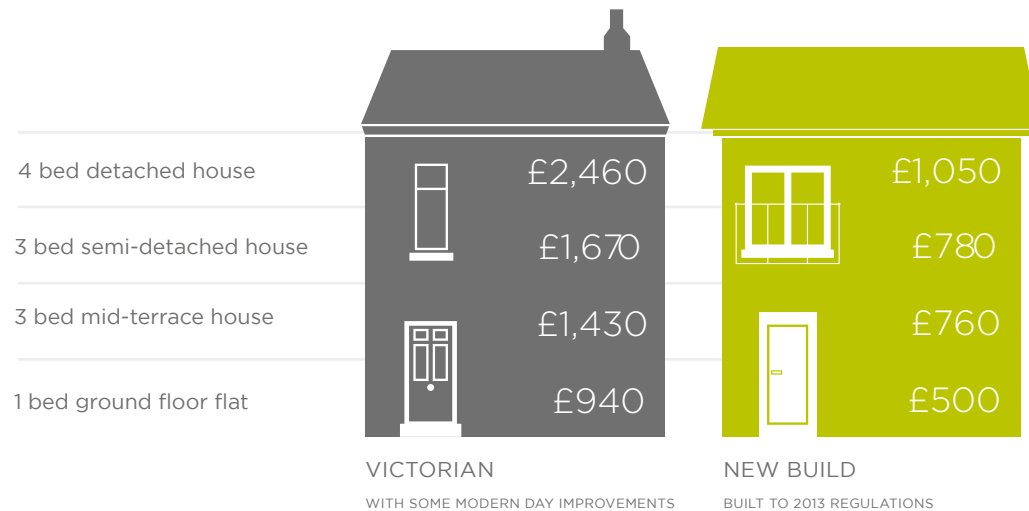 4 bed detached house £2,460 £1,050
3 bed semi-detached house £1,670 £780
3 bed mid-terrace house £1,430 £760
1 bed ground floor flat £940 £500
VICTORIAN NEW BUILD
WITH SOME MODERN DAY IMPROVEMENTS BUILT TO 2013 REGULATIONS